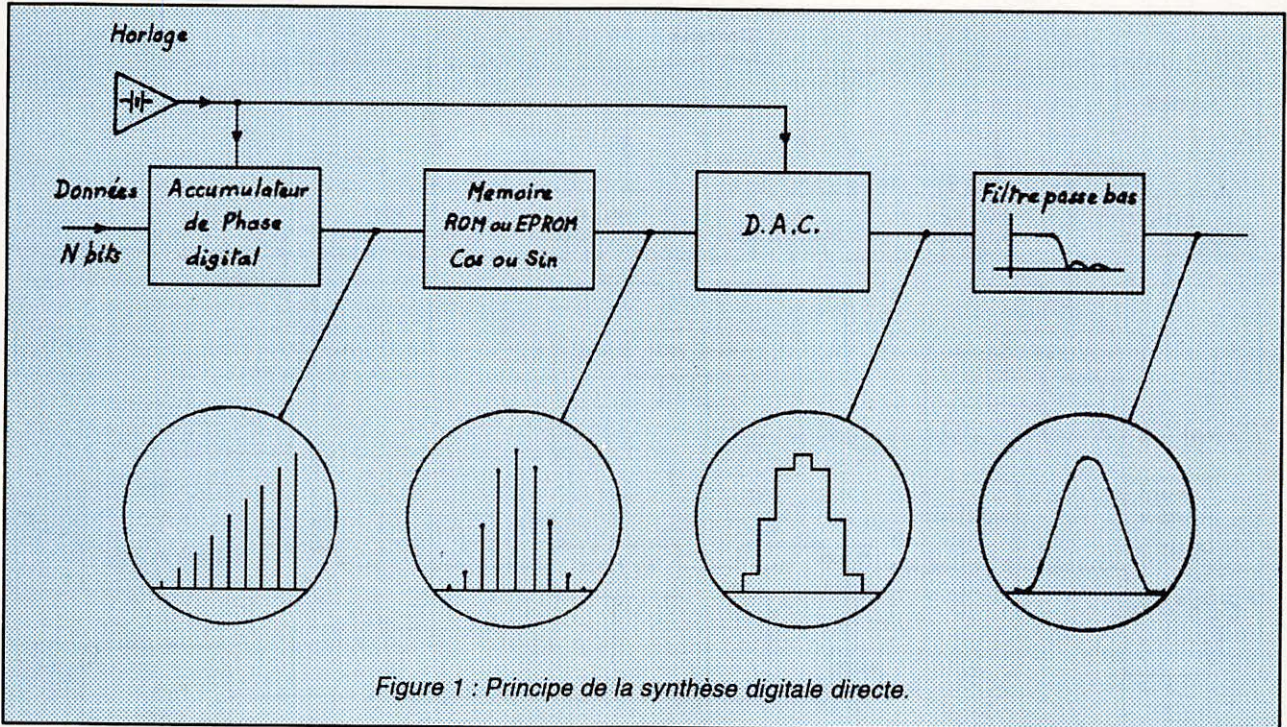 Horloge
Données
N bits
Accumulateur
de Phase
digital
Memoire
ROM ou EPROM
Cos ou Sin
D.A.C.
Filtre passe bas
Figure 1 : Principe de la synthèse digitale directe.